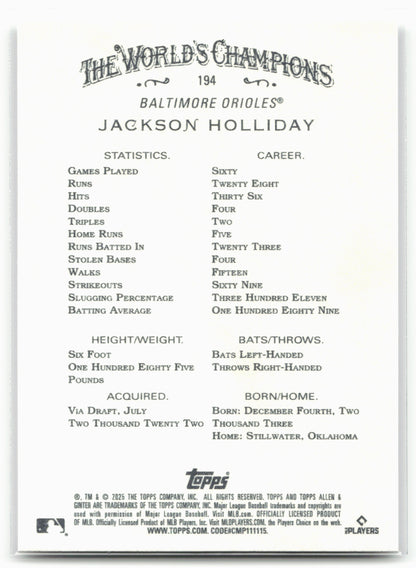 THE WORLD'S CHAMPIONS
194
BALTIMORE ORIOLES®
JACKSON HOLLIDAY
STATISTICS. CAREER.
GAMES PLAYED SIXTY
RUNS TWENTY EIGHT
HITS THIRTY SIX
DOUBLES FOUR
TRIPLES TWO
HOME RUNS FIVE
RUNS BATTED IN TWENTY THREE
STOLEN BASES FOUR
WALKS FIFTEEN
STRIKEOUTS SIXTY NINE
SLUGGING PERCENTAGE THREE HUNDRED ELEVEN
BATTING AVERAGE ONE HUNDRED EIGHTY NINE
HEIGHT/WEIGHT. BATS/THROWS.
SIX FOOT BATS LEFT-HANDED
ONE HUNDRED EIGHTY FIVE THROWS RIGHT-HANDED
POUNDS
ACQUIRED. BORN/HOME.
VIA DRAFT, JULY BORN: DECEMBER FOURTH, TWO
TWO THOUSAND TWENTY TWO THOUSAND THREE
HOME: STILLWATER, OKLAHOMA
topps
®, TM & © 2025 THE TOPPS COMPANY, INC. ALL RIGHTS RESERVED. TOPPS AND TOPPS ALLEN &
GINTER ARE TRADEMARKS OF THE TOPPS COMPANY, INC. Major League Baseball trademarks and copyrights are
used with permission of Major League Baseball. Visit MLB.com. OFFICIALLY LICENSED PRODUCT
OF MLB. Officially Licensed Product of MLB Players, Inc. Visit MLBPLAYERS.COM, the Players Choice on the web.
WWW.TOPPS.COM. CODE#CMP111115.
PLAYERS